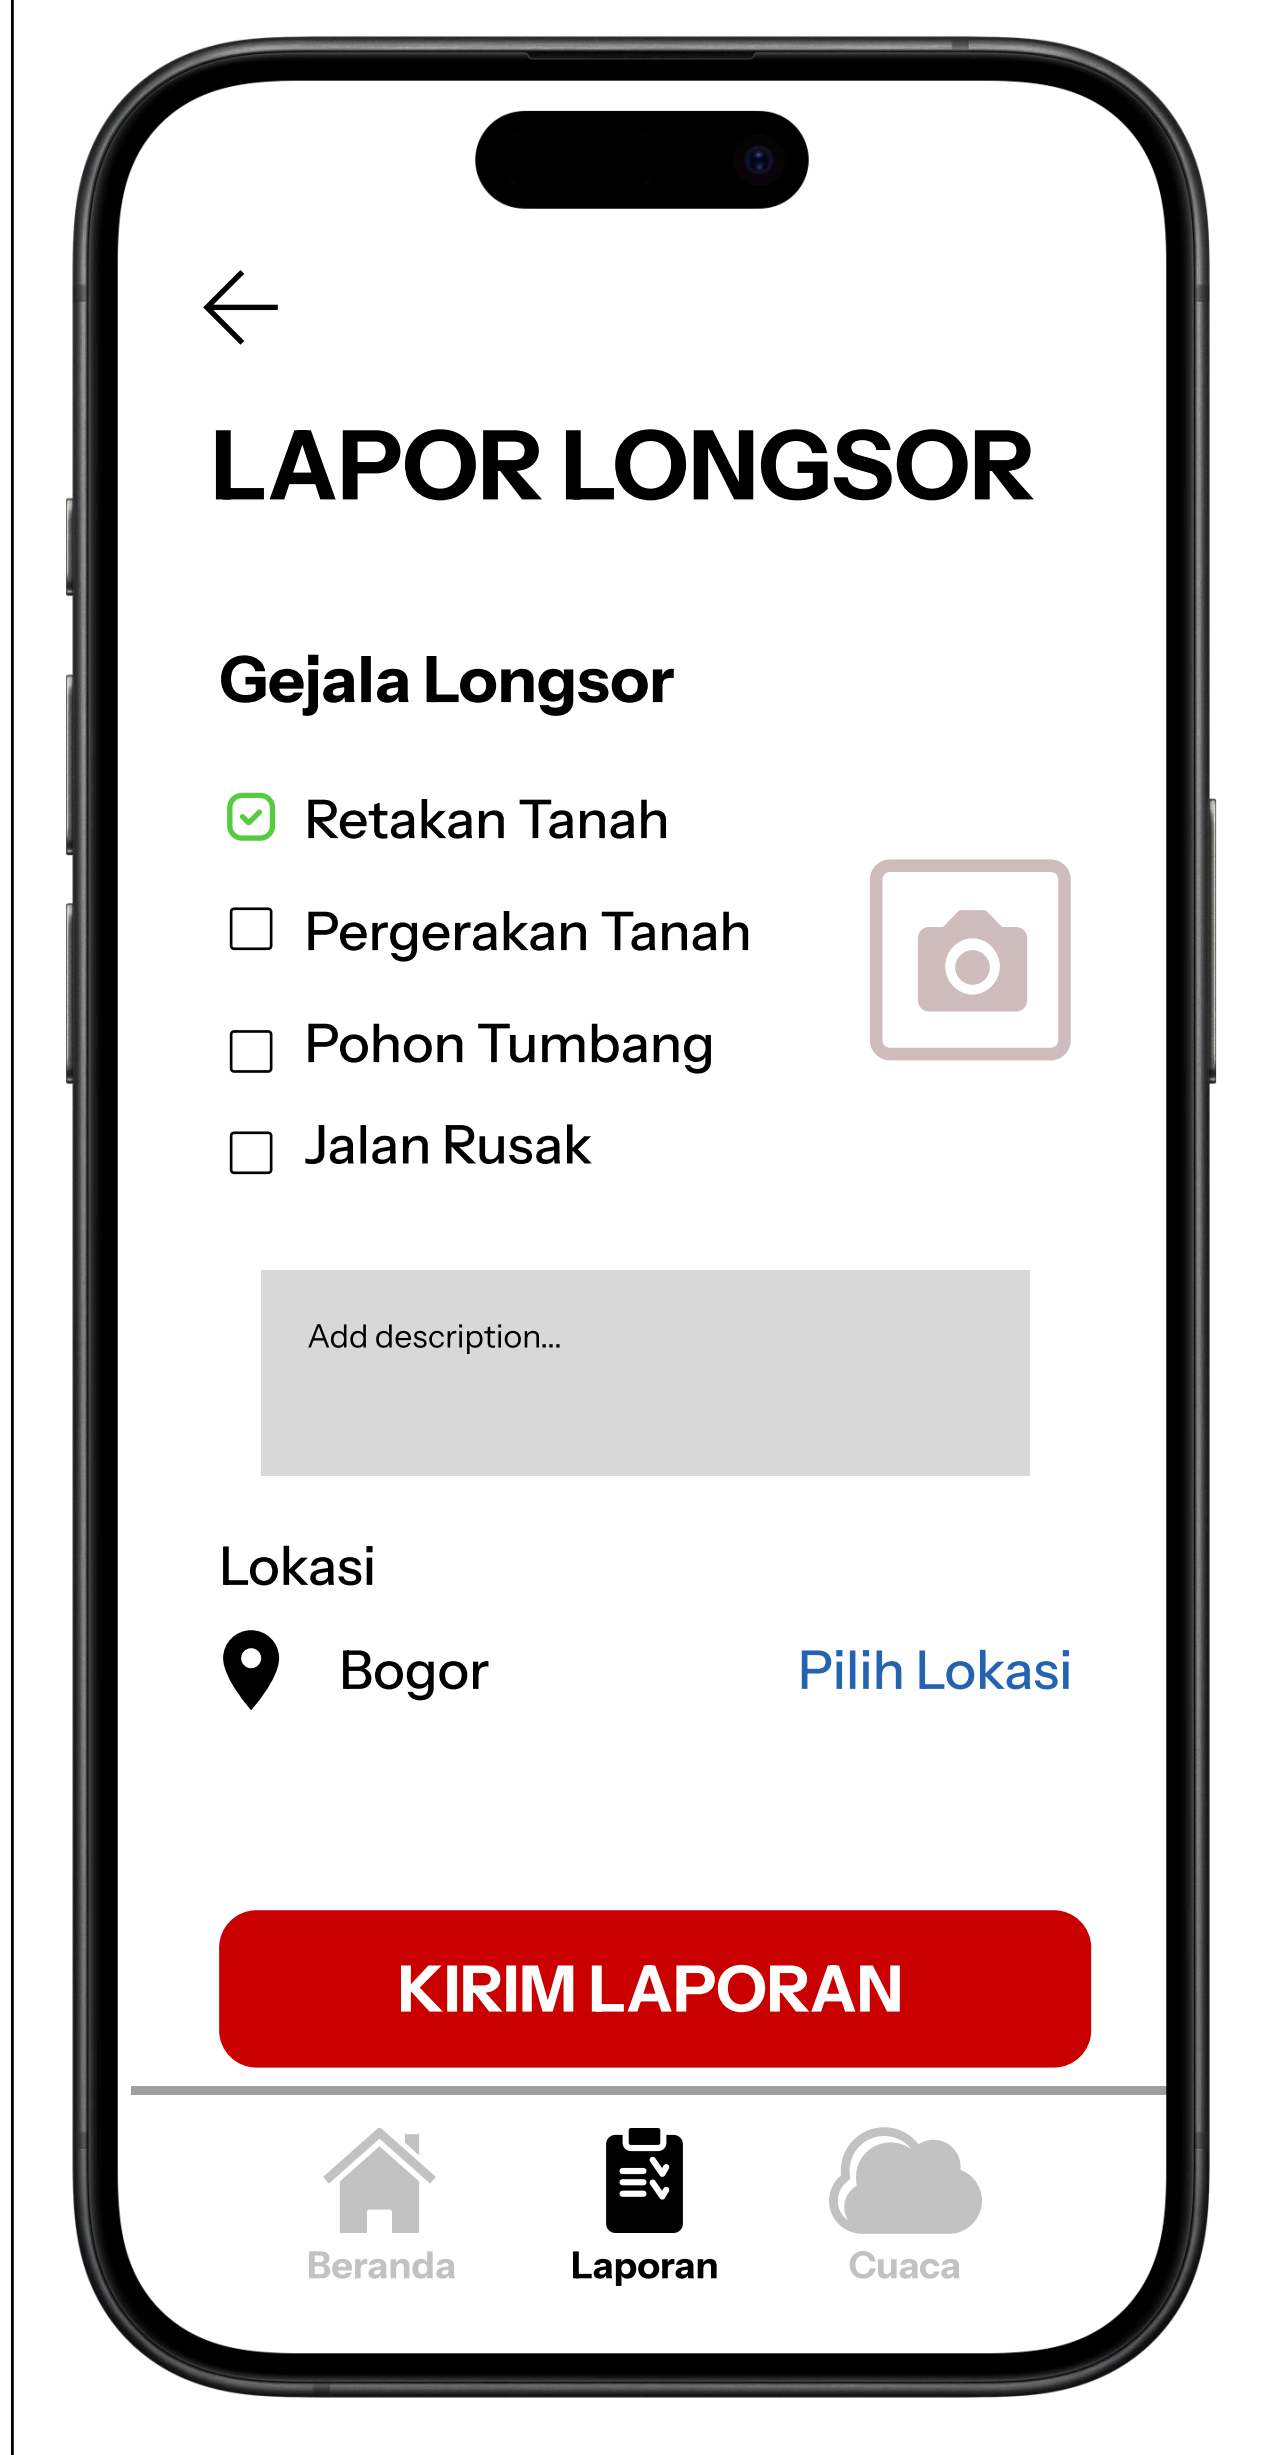 LAPOR LONGSOR
Gejala Longsor
Retakan Tanah
Pergerakan Tanah
Pohon Tumbang
Jalan Rusak
Add description...
Lokasi
Bogor
Pilih Lokasi
KIRIM LAPORAN
Beranda
Laporan
Cuaca